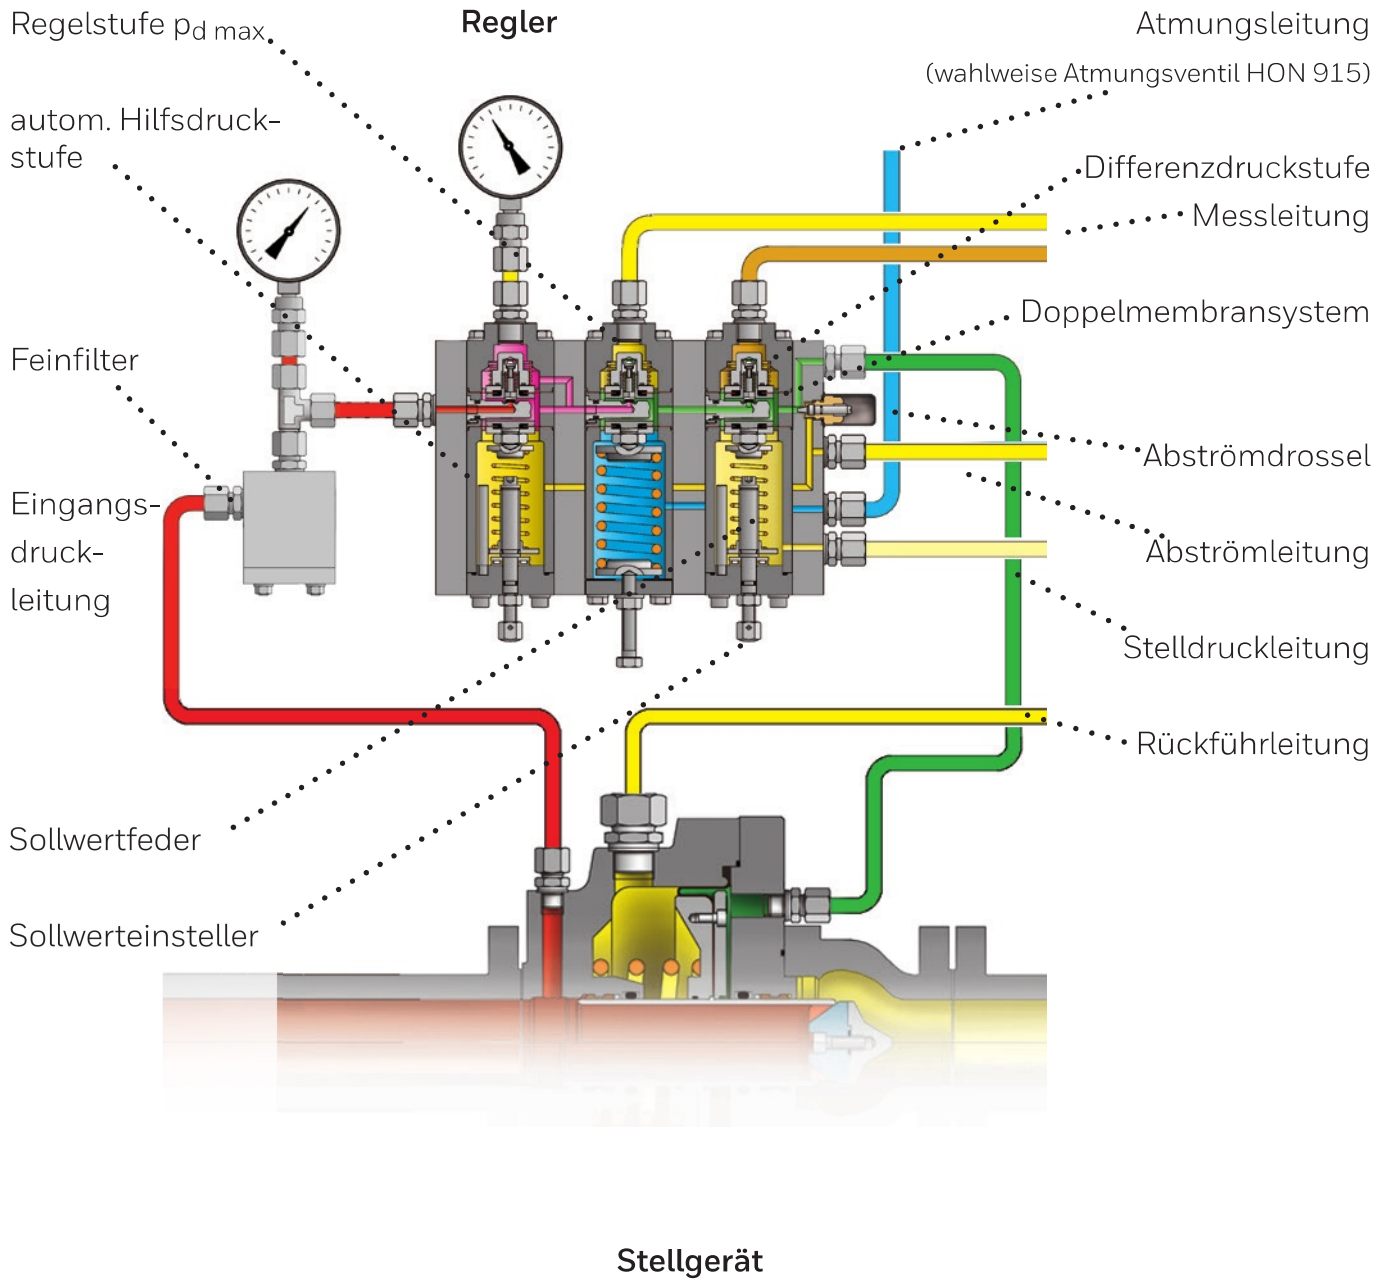 Regler
Regelstufe pd max
autom. Hilfsdruck-
stufe
Feinfilter
Eingangs-
druck-
leitung
Sollwertfeder
Sollwerteinsteller
Atmungsleitung
(wahlweise Atmungsventil HON 915)
Differenzdruckstufe
Messleitung
Doppelmembransystem
Abströmdrossel
Abströmleitung
Stelldruckleitung
Rückführleitung
Stellgerät